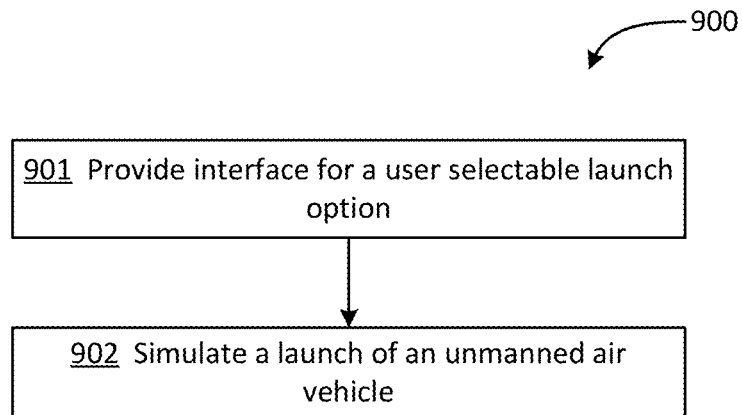 900
901 Provide interface for a user selectable launch
option
902 Simulate a launch of an unmanned air
vehicle